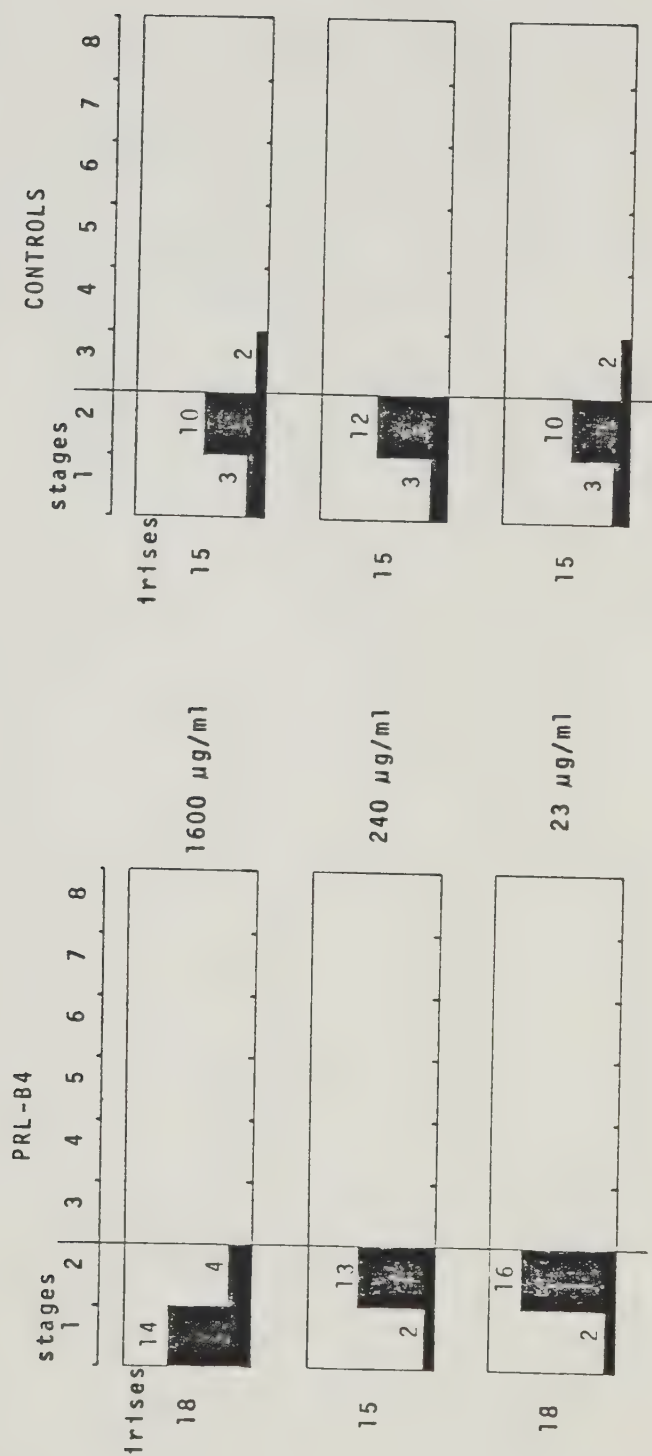 PRL-B4
stages
1 2 3 4 5 6 7 8
irises
18
14 4
15
2 13
18
2 16
1600 µg/ml
240 µg/ml
23 µg/ml
CONTROLS
stages
1 2 3 4 5 6 7 8
irises
15
3 10 2
15
3 12
15
3 10 2